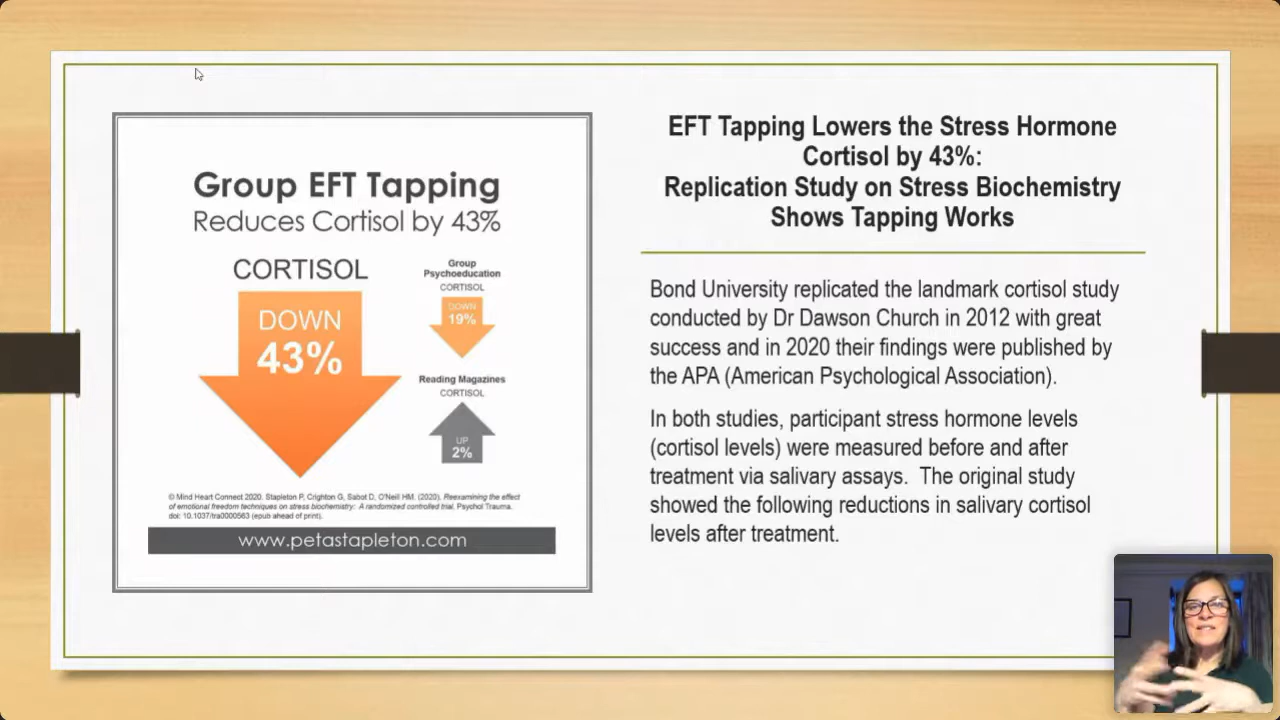 Group EFT Tapping
Reduces Cortisol by 43%
CORTISOL
DOWN
43%
Group
Psychoeducation
CORTISOL
DOWN
19%
Reading Magazines
CORTISOL
UP
2%
© Mind Heart Connect 2020. Stapleton P, Crighton G, Sabot D, O'Neill HM. (2020). Reexamining the effect
of emotional freedom techniques on stress biochemistry: A randomized controlled trial. Psychol Trauma.
doi: 10.1037/tra0000563 (epub ahead of print).
www.petastapleton.com
EFT Tapping Lowers the Stress Hormone
Cortisol by 43%:
Replication Study on Stress Biochemistry
Shows Tapping Works
Bond University replicated the landmark cortisol study
conducted by Dr Dawson Church in 2012 with great
success and in 2020 their findings were published by
the APA (American Psychological Association).
In both studies, participant stress hormone levels
(cortisol levels) were measured before and after
treatment via salivary assays.  The original study
showed the following reductions in salivary cortisol
levels after treatment.